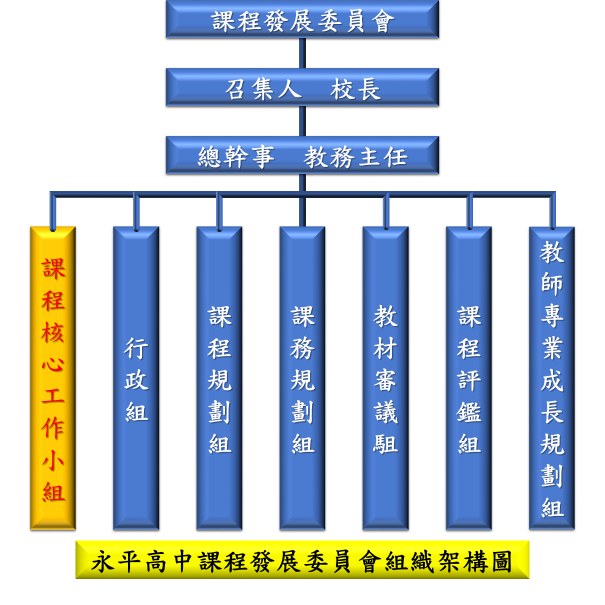 課程發展委員會
召集人 校長
總幹事 教務主任
課程核心工作小組
行政組
課程規劃組
課務規劃組
教材審議駔
課程評鑑組
教師專業成長規劃組
永平高中課程發展委員會組織架構圖